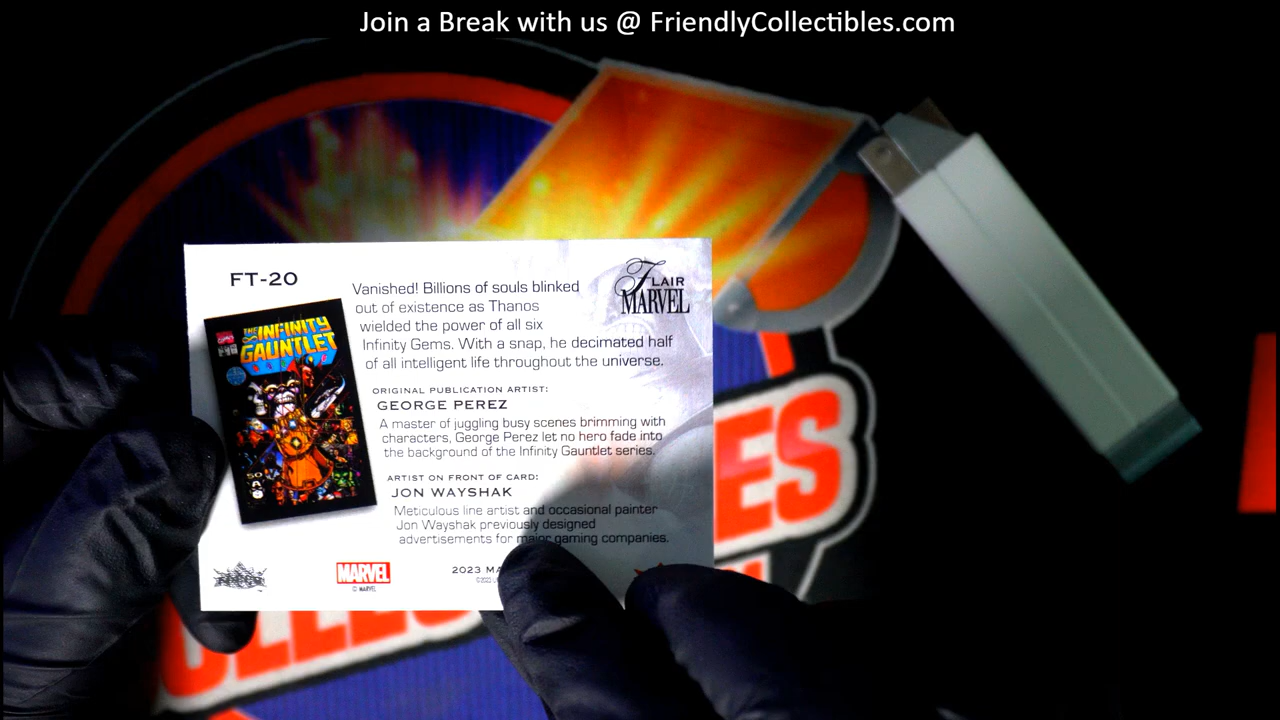 Join a Break with us @ FriendlyCollectibles.com
FT-20
FLAIR
MARVEL
Vanished! Billions of souls blinked
out of existence as Thanos
wielded the power of all six
Infinity Gems. With a snap, he decimated half
of all intelligent life throughout the universe.
THE INFINITY
GAUNTLET
ORIGINAL PUBLICATION ARTIST:
GEORGE PEREZ
A master of juggling busy scenes brimming with
characters, George Perez let no hero fade into
the background of the Infinity Gauntlet series.
ARTIST ON FRONT OF CARD:
JON WAYSHAK
Meticulous line artist and occasional painter
Jon Wayshak previously designed
advertisements for major gaming companies.
MARVEL
© MARVEL
2023 MA
ES
OLLE